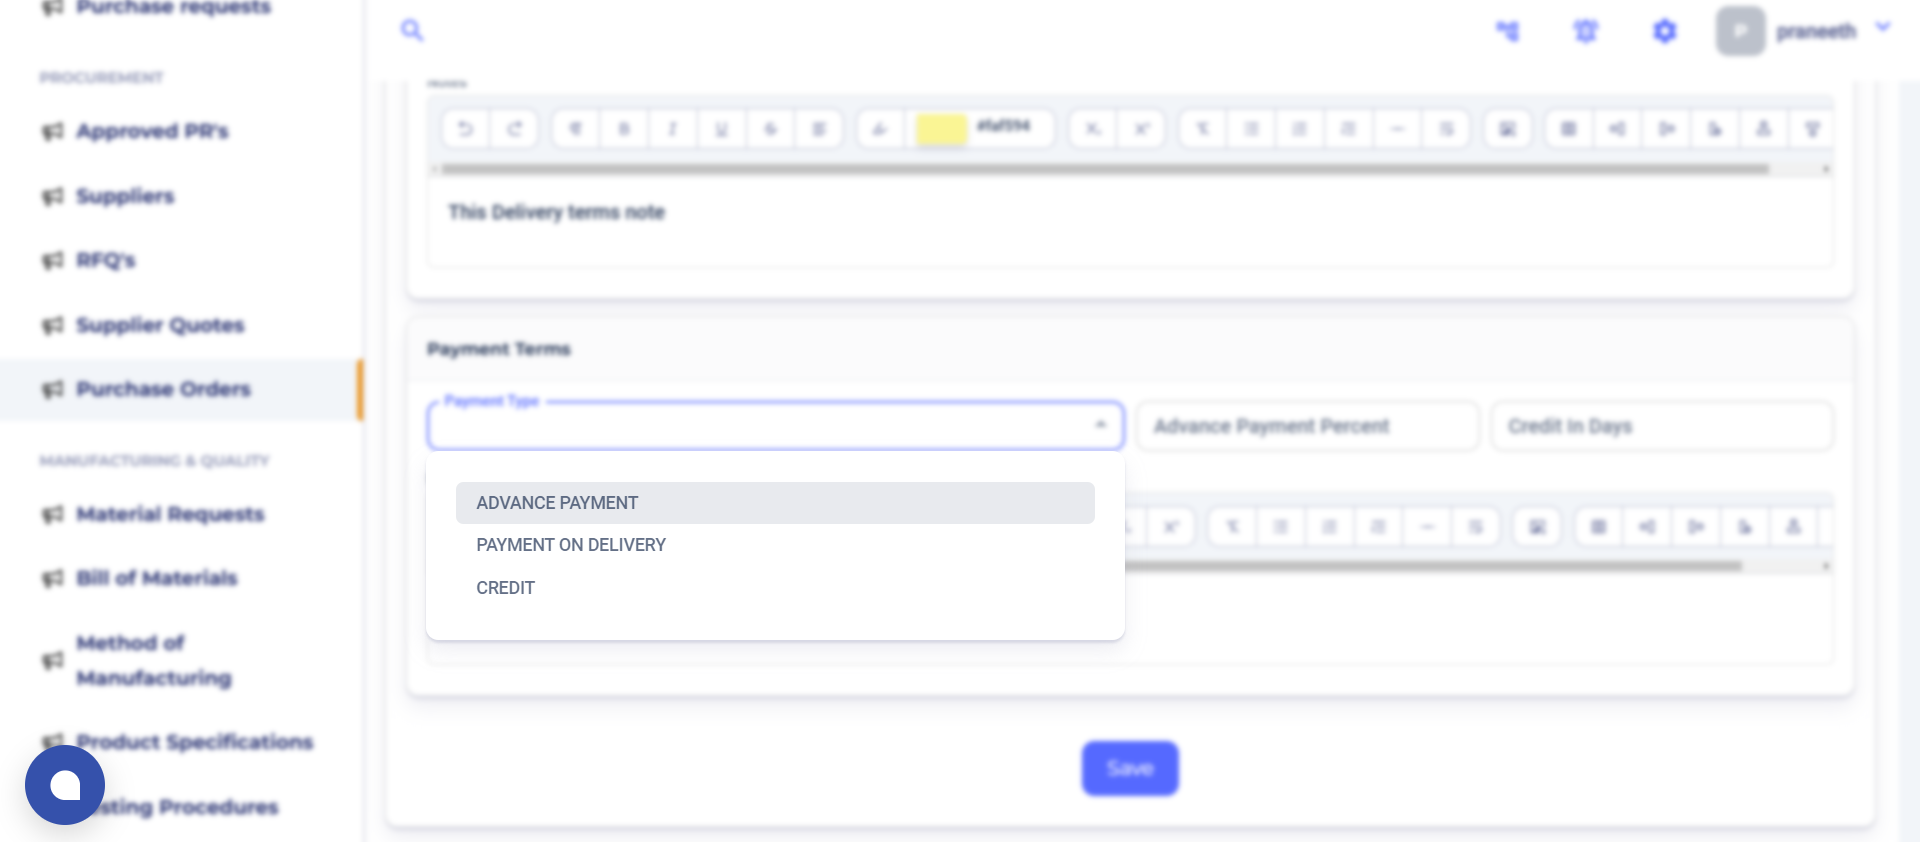 Purchase requests
praneeth
P
PROCUREMENT
Approved PR's
Suppliers
RFQ's
Supplier Quotes
Purchase Orders
MANUFACTURING & QUALITY
Material Requests
Bill of Materials
Method of
Manufacturing
Product Specifications
sting Procedures
Notes
#faf594
This Delivery terms note
Payment Terms
Payment Type
Advance Payment Percent
Credit In Days
ADVANCE PAYMENT
PAYMENT ON DELIVERY
CREDIT
Save